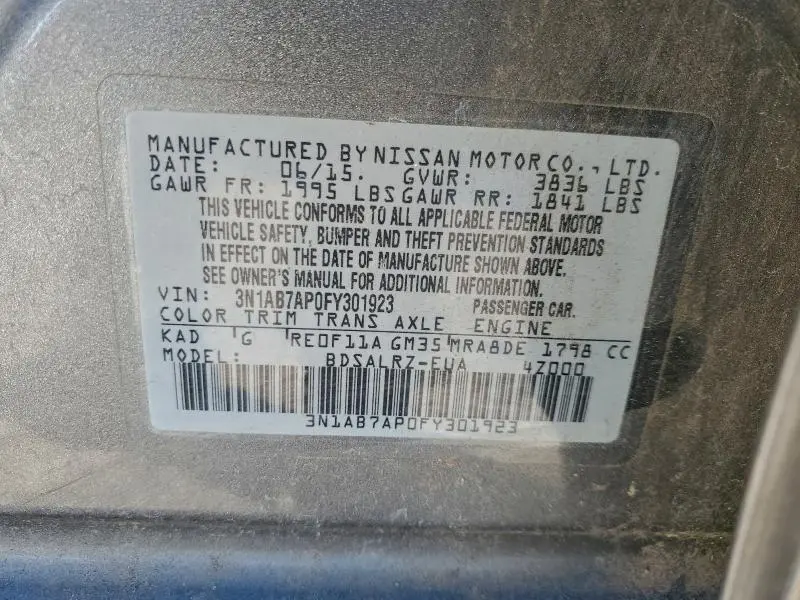 MANUFACTURED BY NISSAN MOTOR CO., LTD.
DATE: 06/15. GVWR: 3836 LBS
GAWR FR: 1995 LBS GAWR RR: 1841 LBS
THIS VEHICLE CONFORMS TO ALL APPLICABLE FEDERAL MOTOR
VEHICLE SAFETY, BUMPER AND THEFT PREVENTION STANDARDS
IN EFFECT ON THE DATE OF MANUFACTURE SHOWN ABOVE.
SEE OWNER'S MANUAL FOR ADDITIONAL INFORMATION.
VIN: 3N1AB7AP0FY301923 PASSENGER CAR.
COLOR TRIM TRANS AXLE ENGINE
KAD G RE0F11A GM35 MRA8DE 1798 CC
MODEL: BDSALRZ-EUA 4Z000
3N1AB7AP0FY301923